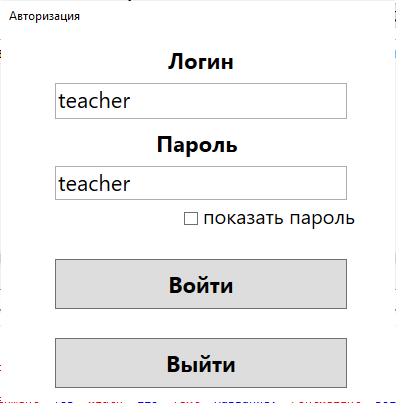 Авторизация
Логин
teacher
Пароль
teacher
показать пароль
Войти
Выйти